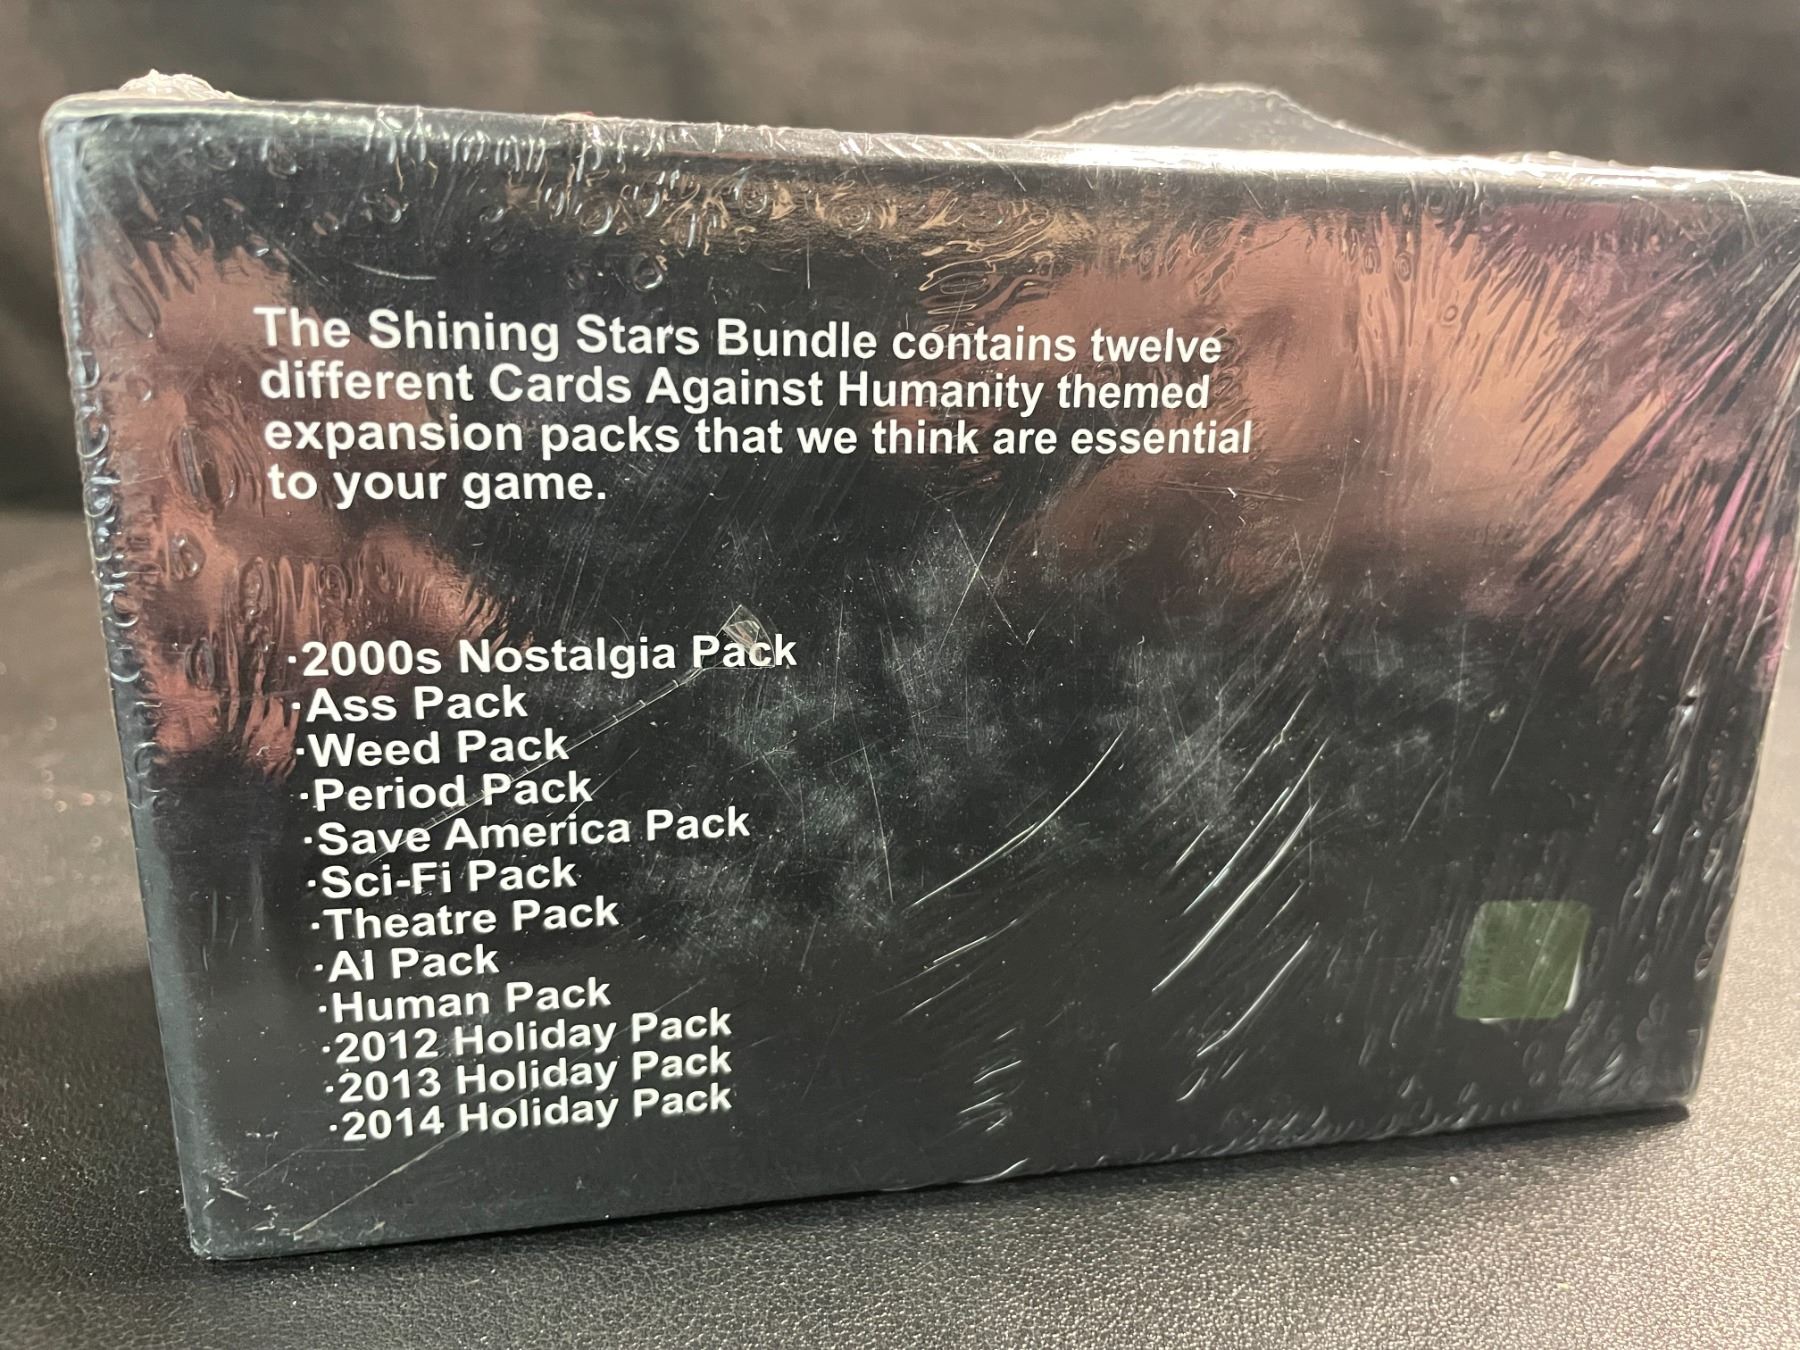 The Shining Stars Bundle contains twelve
different Cards Against Humanity themed
expansion packs that we think are essential
to your game.
·2000s Nostalgia Pack
·Ass Pack
·Weed Pack
·Period Pack
·Save America Pack
·Sci-Fi Pack
·Theatre Pack
·AI Pack
·Human Pack
·2012 Holiday Pack
·2013 Holiday Pack
·2014 Holiday Pack